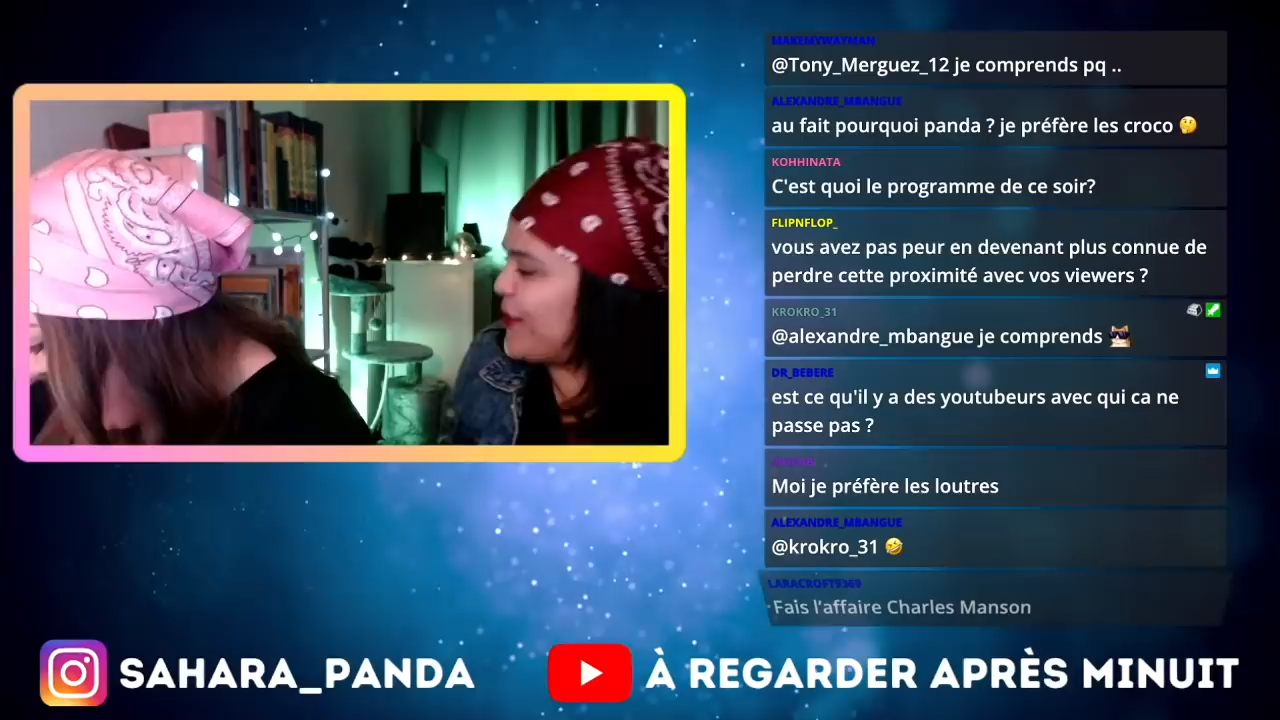 MAKEMYWAYMAN
@Tony_Merguez_12 je comprends pq ..
ALEXANDRE_MBANGUE
au fait pourquoi panda ? je préfère les croco 🤔
KOHHINATA
C'est quoi le programme de ce soir?
FLIPNFLOP_
vous avez pas peur en devenant plus connue de
perdre cette proximité avec vos viewers ?
KROKRO_31
@alexandre_mbangue je comprends
DR_BEBERE
est ce qu'il y a des youtubeurs avec qui ca ne
passe pas ?
Moi je préfère les loutres
ALEXANDRE_MBANGUE
@krokro_31 🤣
LARACROFT9369
Fais l'affaire Charles Manson
SAHARA_PANDA
À REGARDER APRÈS MINUIT